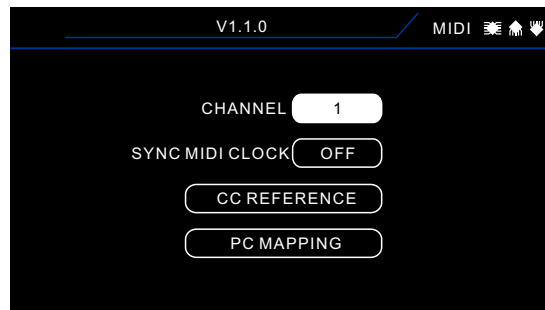 V1.1.0 MIDI
CHANNEL 1
SYNC MIDI CLOCK OFF
CC REFERENCE
PC MAPPING